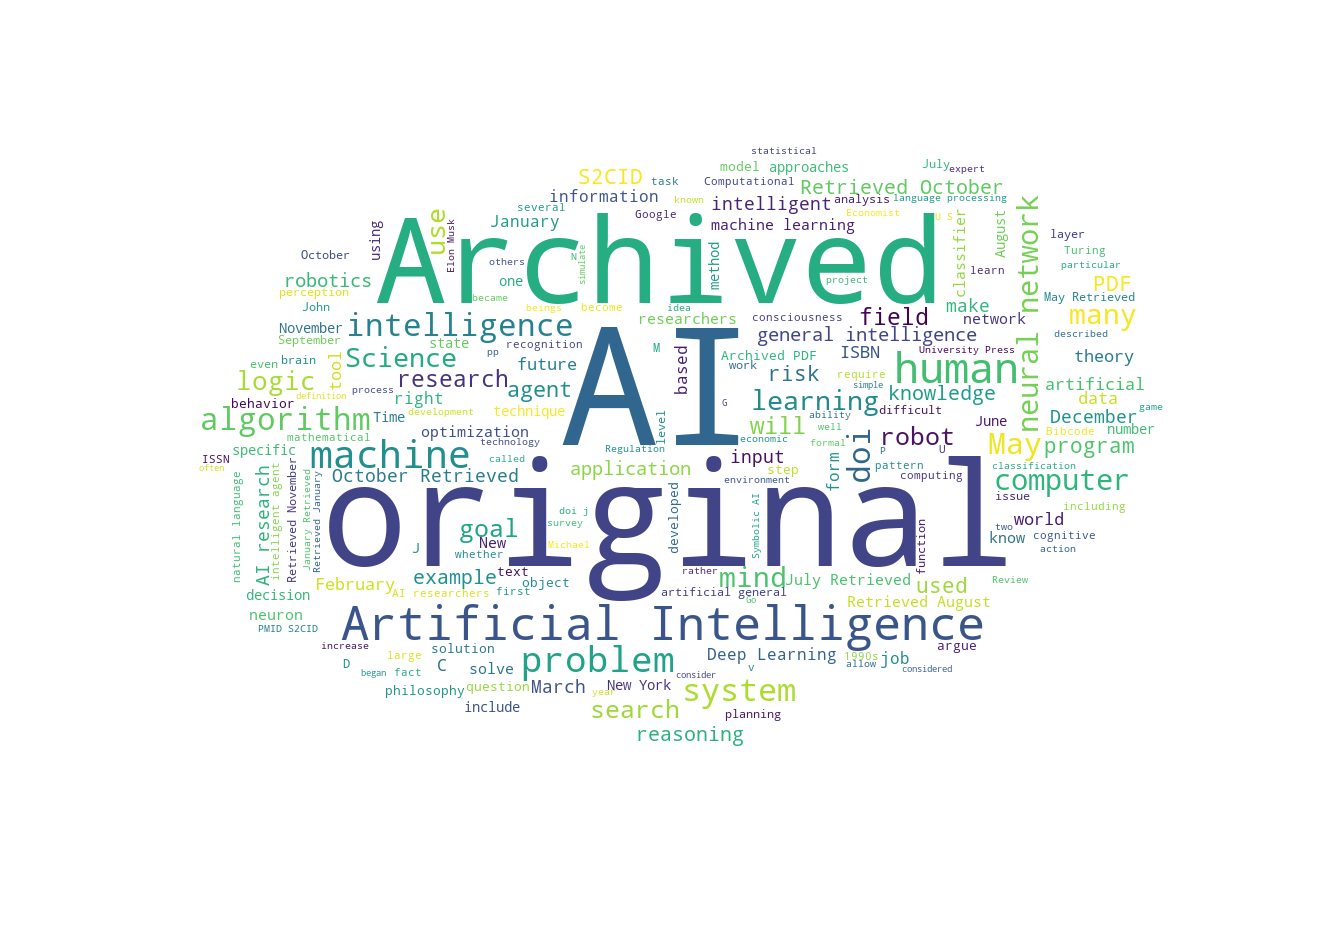 statistical
model approaches
July
expert
S2CID
task
Computational
Retrieved October
information
known
intelligent
analysis
language processing
several
January
Google
machine learning
Economist
U S
use
using
Elon Musk
Archived
classifier
August
neural network
layer
Turing
October
others
N
simulate
method
learn
particular
robotics
one
project
PDF
perception
became
beings
become
idea
make
May Retrieved
John
researchers
consciousness
field
network
many
November
intelligence
general intelligence
described
September
state
recognition
M
AI
based
Archived PDF
ISBN
University Press
theory
even
brain
Science
pp
future
work
risk
require
human
logic
tool
research
agent
simple
knowledge
artificial
data
definition
process
right
G
learning
ability
behavior
Time
development
technique
level
well
difficult
June
December
game
algorithm
optimization
will
doi
robot
Bibcode
number
mathematical
technology
economic
formal
May
program
specific
machine
called
Regulation
input
form
P
U
ISSN
often
application
step
pattern
classification
October Retrieved
environment
computing
computer
natural language
AI research
intelligent agent
Retrieved November
January Retrieved
Retrieved January
original
issue
including
doi j
survey
developed
Symbolic AI
function
world
goal
two
know
cognitive
J
New
Michael
action
whether
example
text
object
rather
mind
July Retrieved
used
Review
February
decision
AI researchers
first
artificial general
Go
Retrieved August
neuron
PMID S2CID
Artificial Intelligence
increase
large
solution
problem
Deep Learning
1990s
job
argue
D
began
fact
C
solve
v
allow
considered
philosophy
question
March
year
New York
consider
system
include
search
planning
reasoning